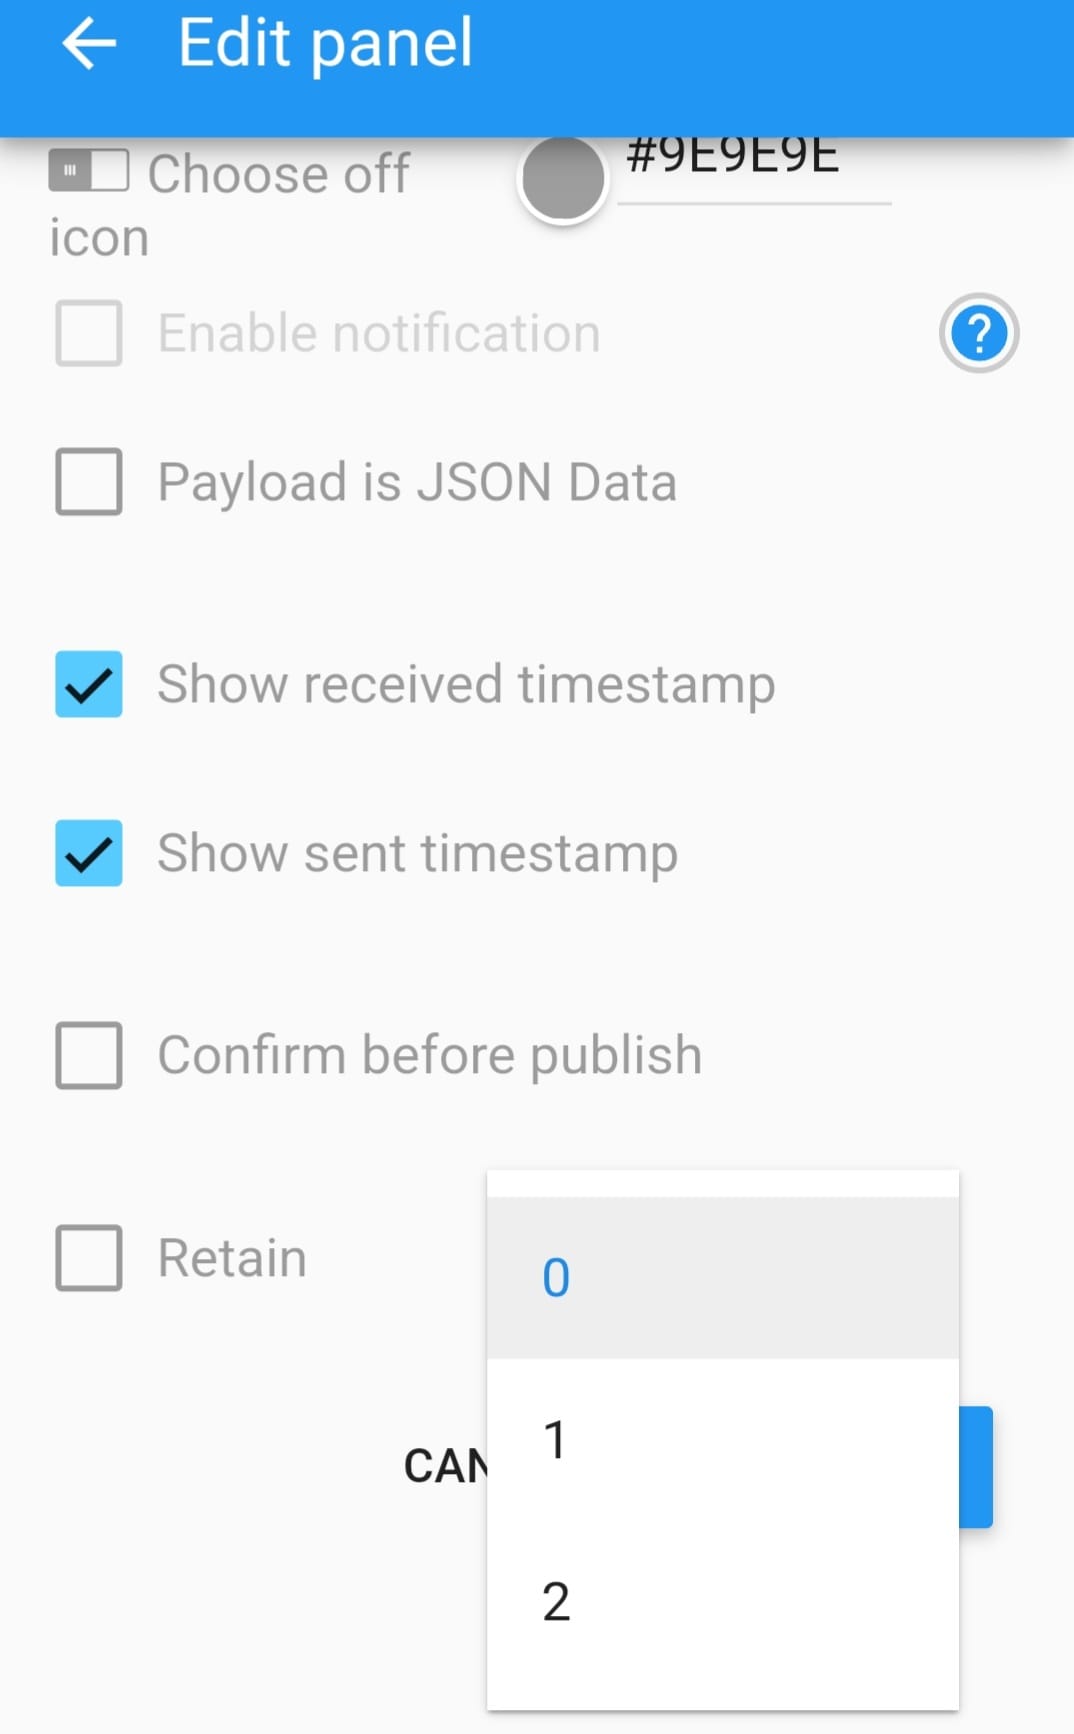 Edit panel
Choose off
icon
#9E9E9E
Enable notification
?
Payload is JSON Data
Show received timestamp
Show sent timestamp
Confirm before publish
Retain
0
1
CAN
2